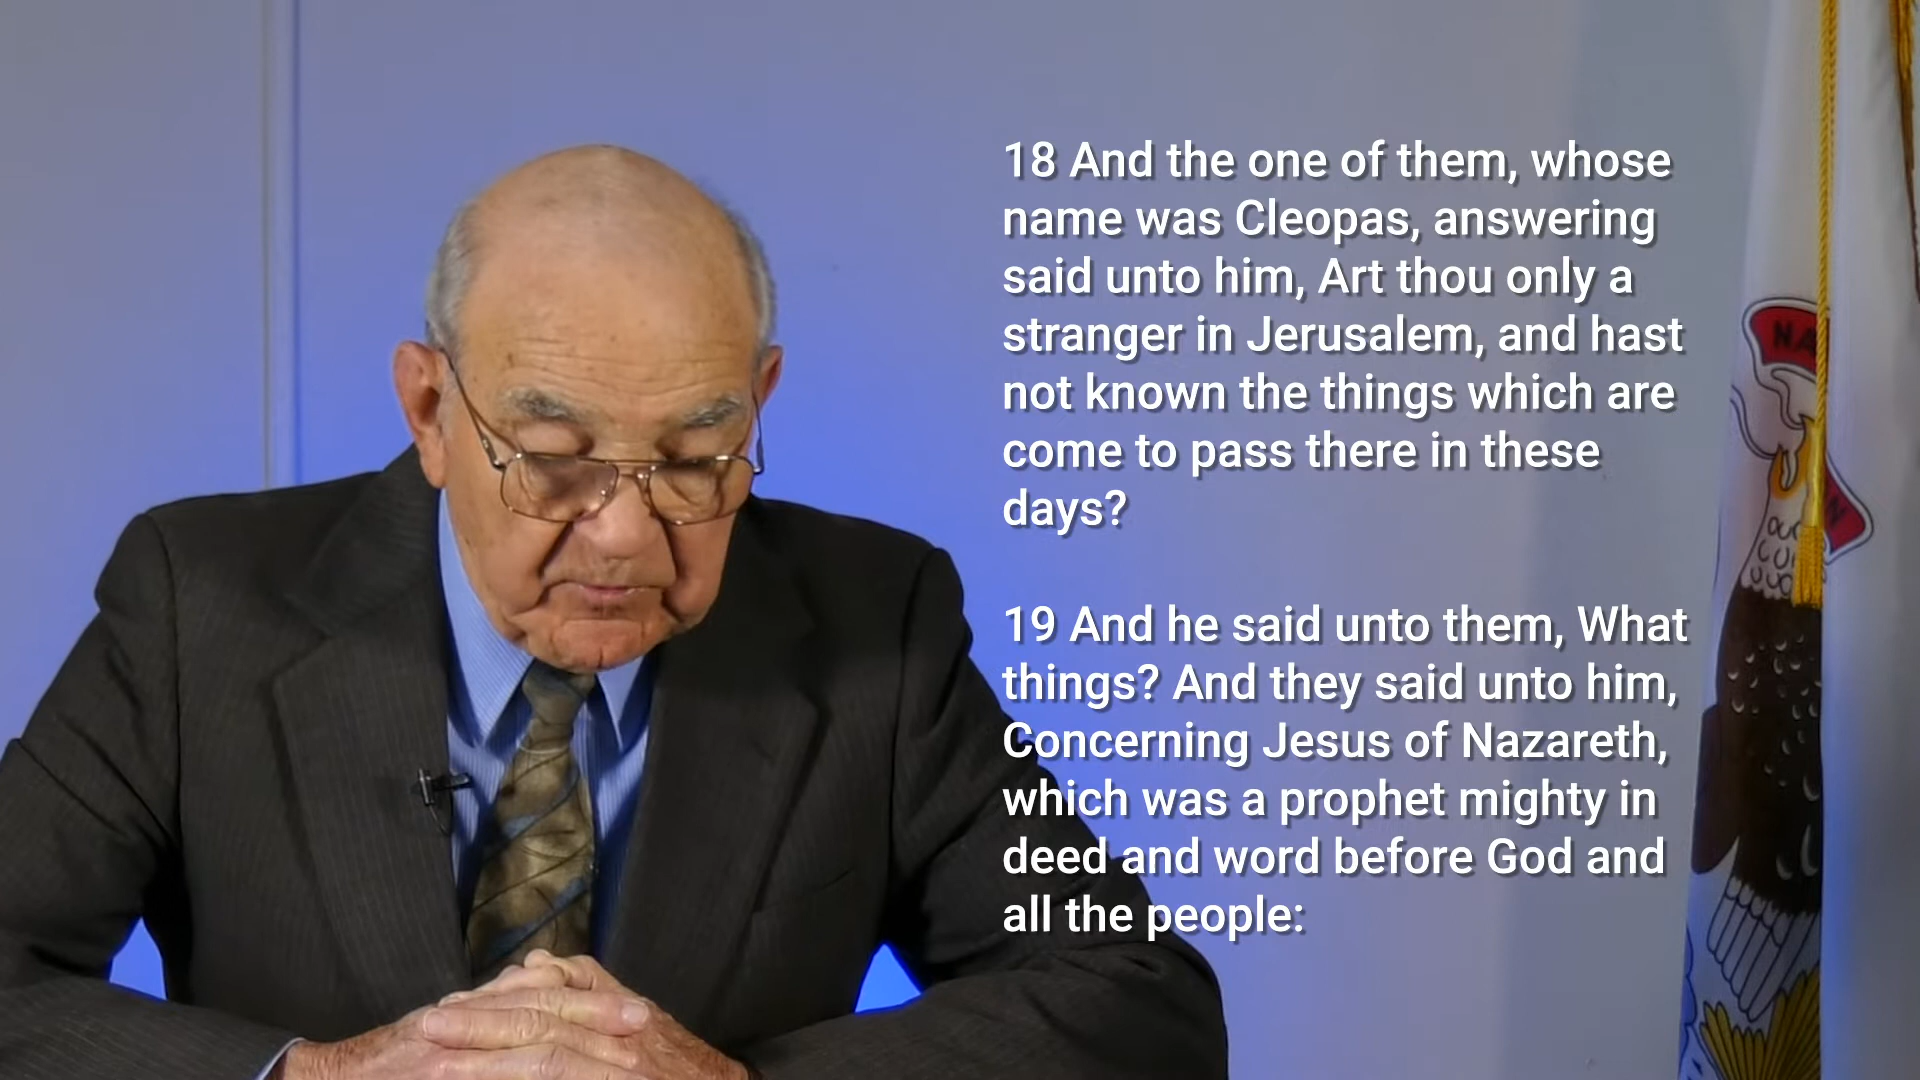 18 And the one of them, whose
name was Cleopas, answering
said unto him, Art thou only a
stranger in Jerusalem, and hast
not known the things which are
come to pass there in these
days?
19 And he said unto them, What
things? And they said unto him,
Concerning Jesus of Nazareth,
which was a prophet mighty in
deed and word before God and
all the people: